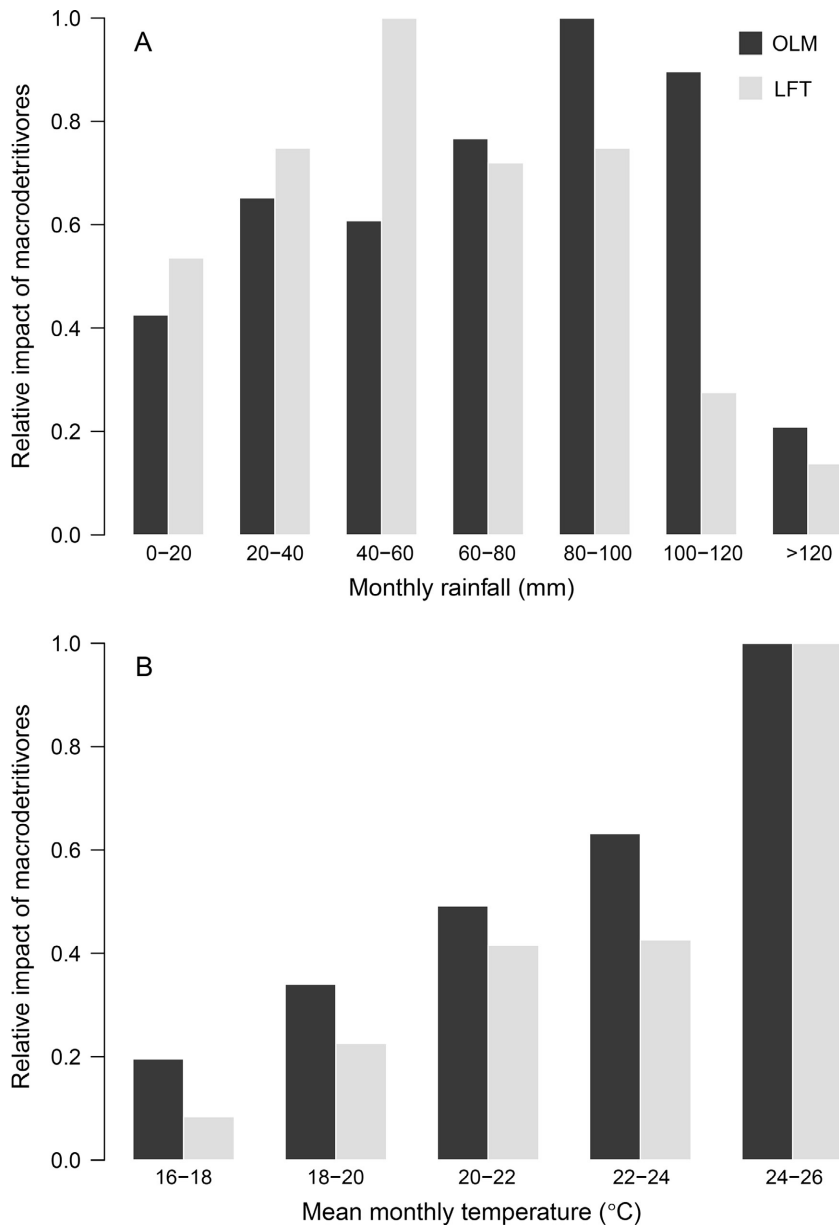 A
OLM
LFT
Relative impact of macrodetritivores
1.0
0.8
0.6
0.4
0.2
0.0
0−20 20−40 40−60 60−80 80−100 100−120 >120
Monthly rainfall (mm)
B
Relative impact of macrodetritivores
1.0
0.8
0.6
0.4
0.2
0.0
16−18 18−20 20−22 22−24 24−26
Mean monthly temperature (°C)